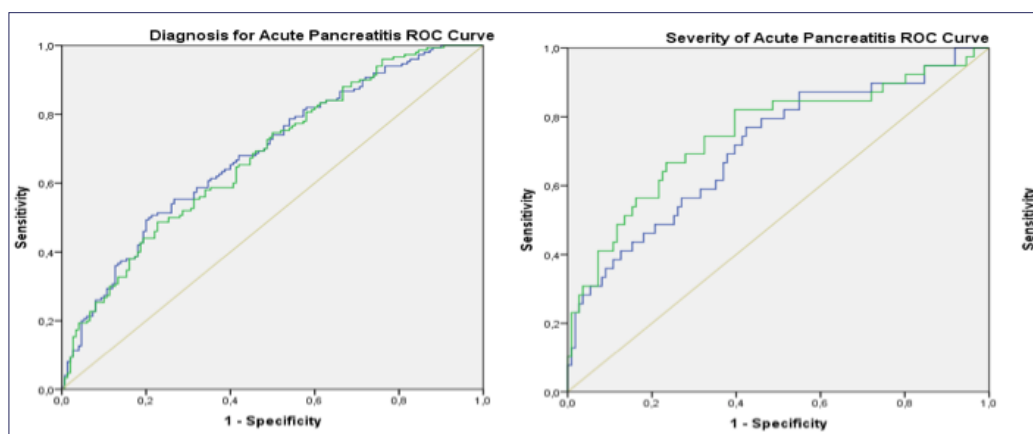 Diagnosis for Acute Pancreatitis ROC Curve
1,0
0,8
0,6
0,4
0,2
0,0
Sensitivity
0,0 0,2 0,4 0,6 0,8 1,0
1 - Specificity
Severity of Acute Pancreatitis ROC Curve
1,0
0,8
0,6
0,4
0,2
0,0
Sensitivity
0,0 0,2 0,4 0,6 0,8 1,0
1 - Specificity
Sensitivity